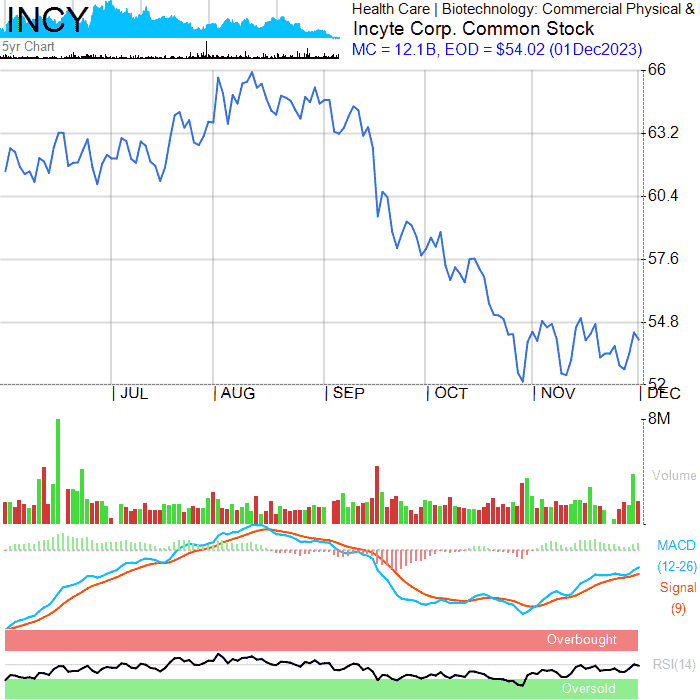 INCY
5yr Chart
Health Care | Biotechnology: Commercial Physical &
Incyte Corp. Common Stock
MC = 12.1B, EOD = $54.02 (01Dec2023)
66
63.2
60.4
57.6
54.8
52
JUL AUG SEP OCT NOV DEC
8M
Volume
MACD
(12-26)
Signal
(9)
Overbought
RSI(14)
Oversold